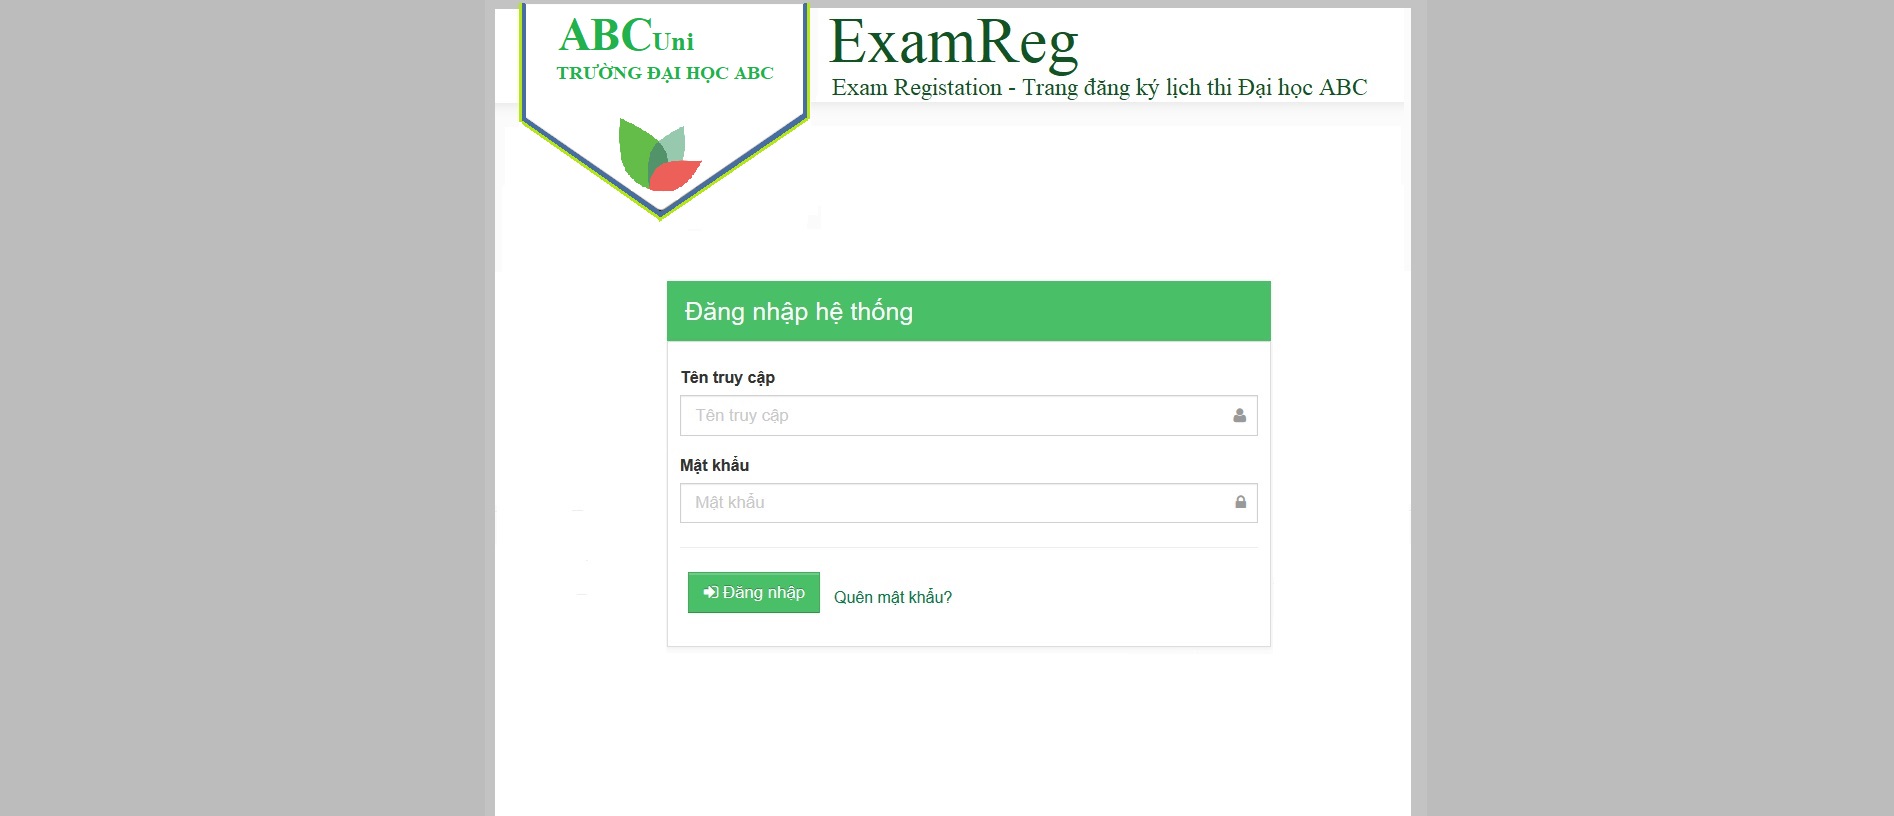 ABCUni
TRƯỜNG ĐẠI HỌC ABC
ExamReg
Exam Registation - Trang đăng ký lịch thi Đại học ABC
Đăng nhập hệ thống
Tên truy cập
Tên truy cập
Mật khẩu
Mật khẩu
Đăng nhập
Quên mật khẩu?